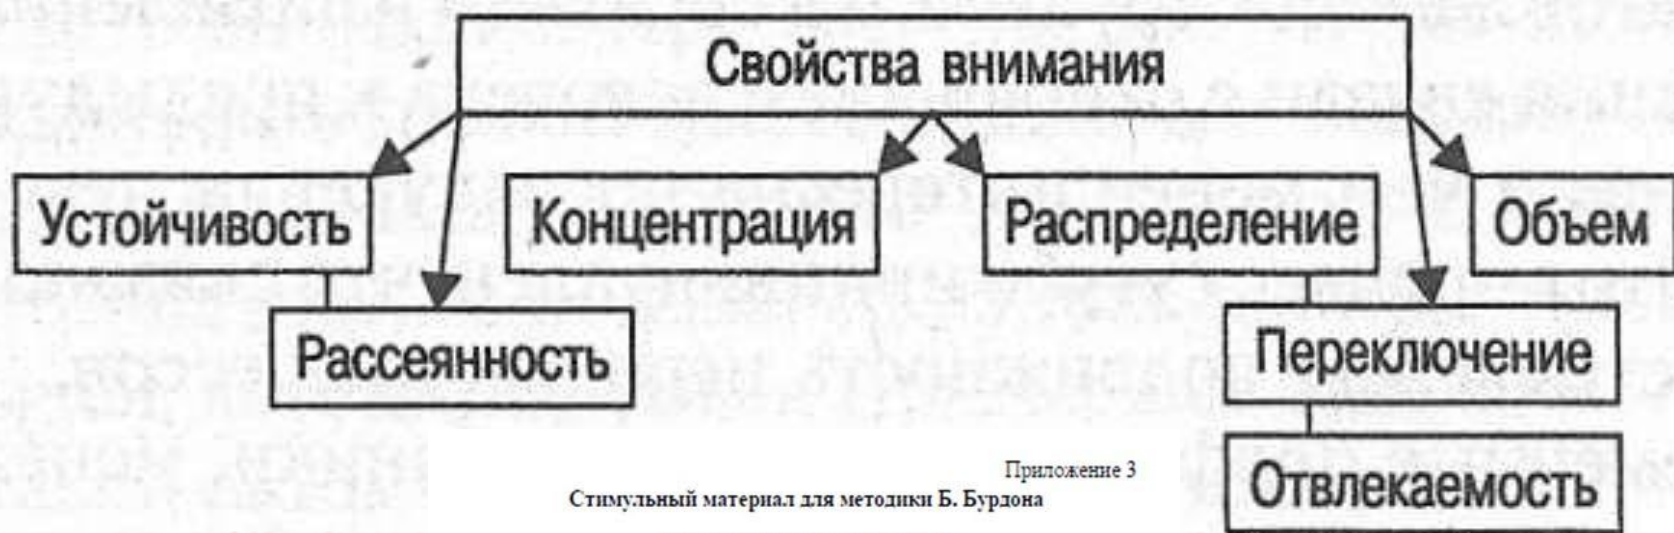 Свойства внимания
Устойчивость Концентрация Распределение Объем
Рассеянность Переключение
Отвлекаемость
Приложение 3
Стимульный материал для методики Б. Бурдона